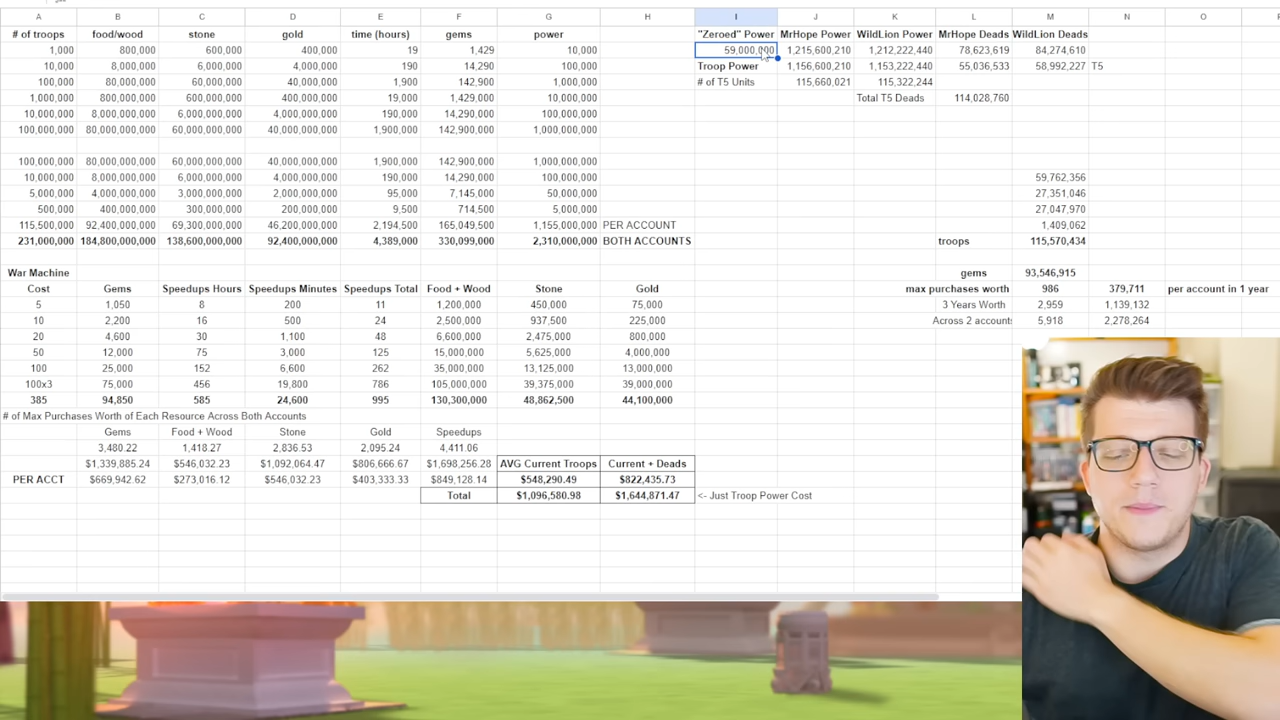 A B C D E F G H I J K L M N O
# of troops food/wood stone gold time (hours) gems power "Zeroed" Power MrHope Power WildLion Power MrHope Deads WildLion Deads
1,000 800,000 600,000 400,000 19 1,429 10,000 59,000,000 1,215,600,210 1,212,222,440 78,623,619 84,274,610
10,000 8,000,000 6,000,000 4,000,000 190 14,290 100,000 Troop Power 1,156,600,210 1,153,222,440 55,036,533 58,992,227 T5
100,000 80,000,000 60,000,000 40,000,000 1,900 142,900 1,000,000 # of T5 Units 115,660,021 115,322,244
1,000,000 800,000,000 600,000,000 400,000,000 19,000 1,429,000 10,000,000 Total T5 Deads 114,028,760
10,000,000 8,000,000,000 6,000,000,000 4,000,000,000 190,000 14,290,000 100,000,000
100,000,000 80,000,000,000 60,000,000,000 40,000,000,000 1,900,000 142,900,000 1,000,000,000
100,000,000 80,000,000,000 60,000,000,000 40,000,000,000 1,900,000 142,900,000 1,000,000,000
10,000,000 8,000,000,000 6,000,000,000 4,000,000,000 190,000 14,290,000 100,000,000 59,762,356
5,000,000 4,000,000,000 3,000,000,000 2,000,000,000 95,000 7,145,000 50,000,000 27,351,046
500,000 400,000,000 300,000,000 200,000,000 9,500 714,500 5,000,000 27,047,970
115,500,000 92,400,000,000 69,300,000,000 46,200,000,000 2,194,500 165,049,500 1,155,000,000 PER ACCOUNT 1,409,062
231,000,000 184,800,000,000 138,600,000,000 92,400,000,000 4,389,000 330,099,000 2,310,000,000 BOTH ACCOUNTS troops 115,570,434
War Machine gems 93,546,915
Cost Gems Speedups Hours Speedups Minutes Speedups Total Food + Wood Stone Gold max purchases worth 986 379,711 per account in 1 year
5 1,050 8 200 11 1,200,000 450,000 75,000 3 Years Worth 2,959 1,139,132
10 2,200 16 500 24 2,500,000 937,500 225,000 Across 2 accounts 5,918 2,278,264
20 4,600 30 1,100 48 6,600,000 2,475,000 800,000
50 12,000 75 3,000 125 15,000,000 5,625,000 4,000,000
100 25,000 152 6,600 262 35,000,000 13,125,000 13,000,000
100x3 75,000 456 19,800 786 105,000,000 39,375,000 39,000,000
385 94,850 585 24,600 995 130,300,000 48,862,500 44,100,000
# of Max Purchases Worth of Each Resource Across Both Accounts
Gems Food + Wood Stone Gold Speedups
3,480.22 1,418.27 2,836.53 2,095.24 4,411.06
$1,339,885.24 $546,032.23 $1,092,064.47 $806,666.67 $1,698,256.28 AVG Current Troops Current + Deads
PER ACCT $669,942.62 $273,016.12 $546,032.23 $403,333.33 $849,128.14 $548,290.49 $822,435.73
Total $1,096,580.98 $1,644,871.47 <- Just Troop Power Cost